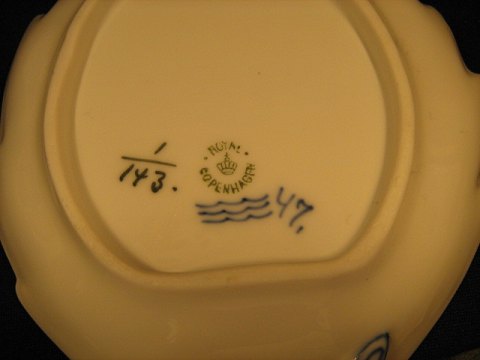 1
143.
ROYAL
COPENHAGEN
47.